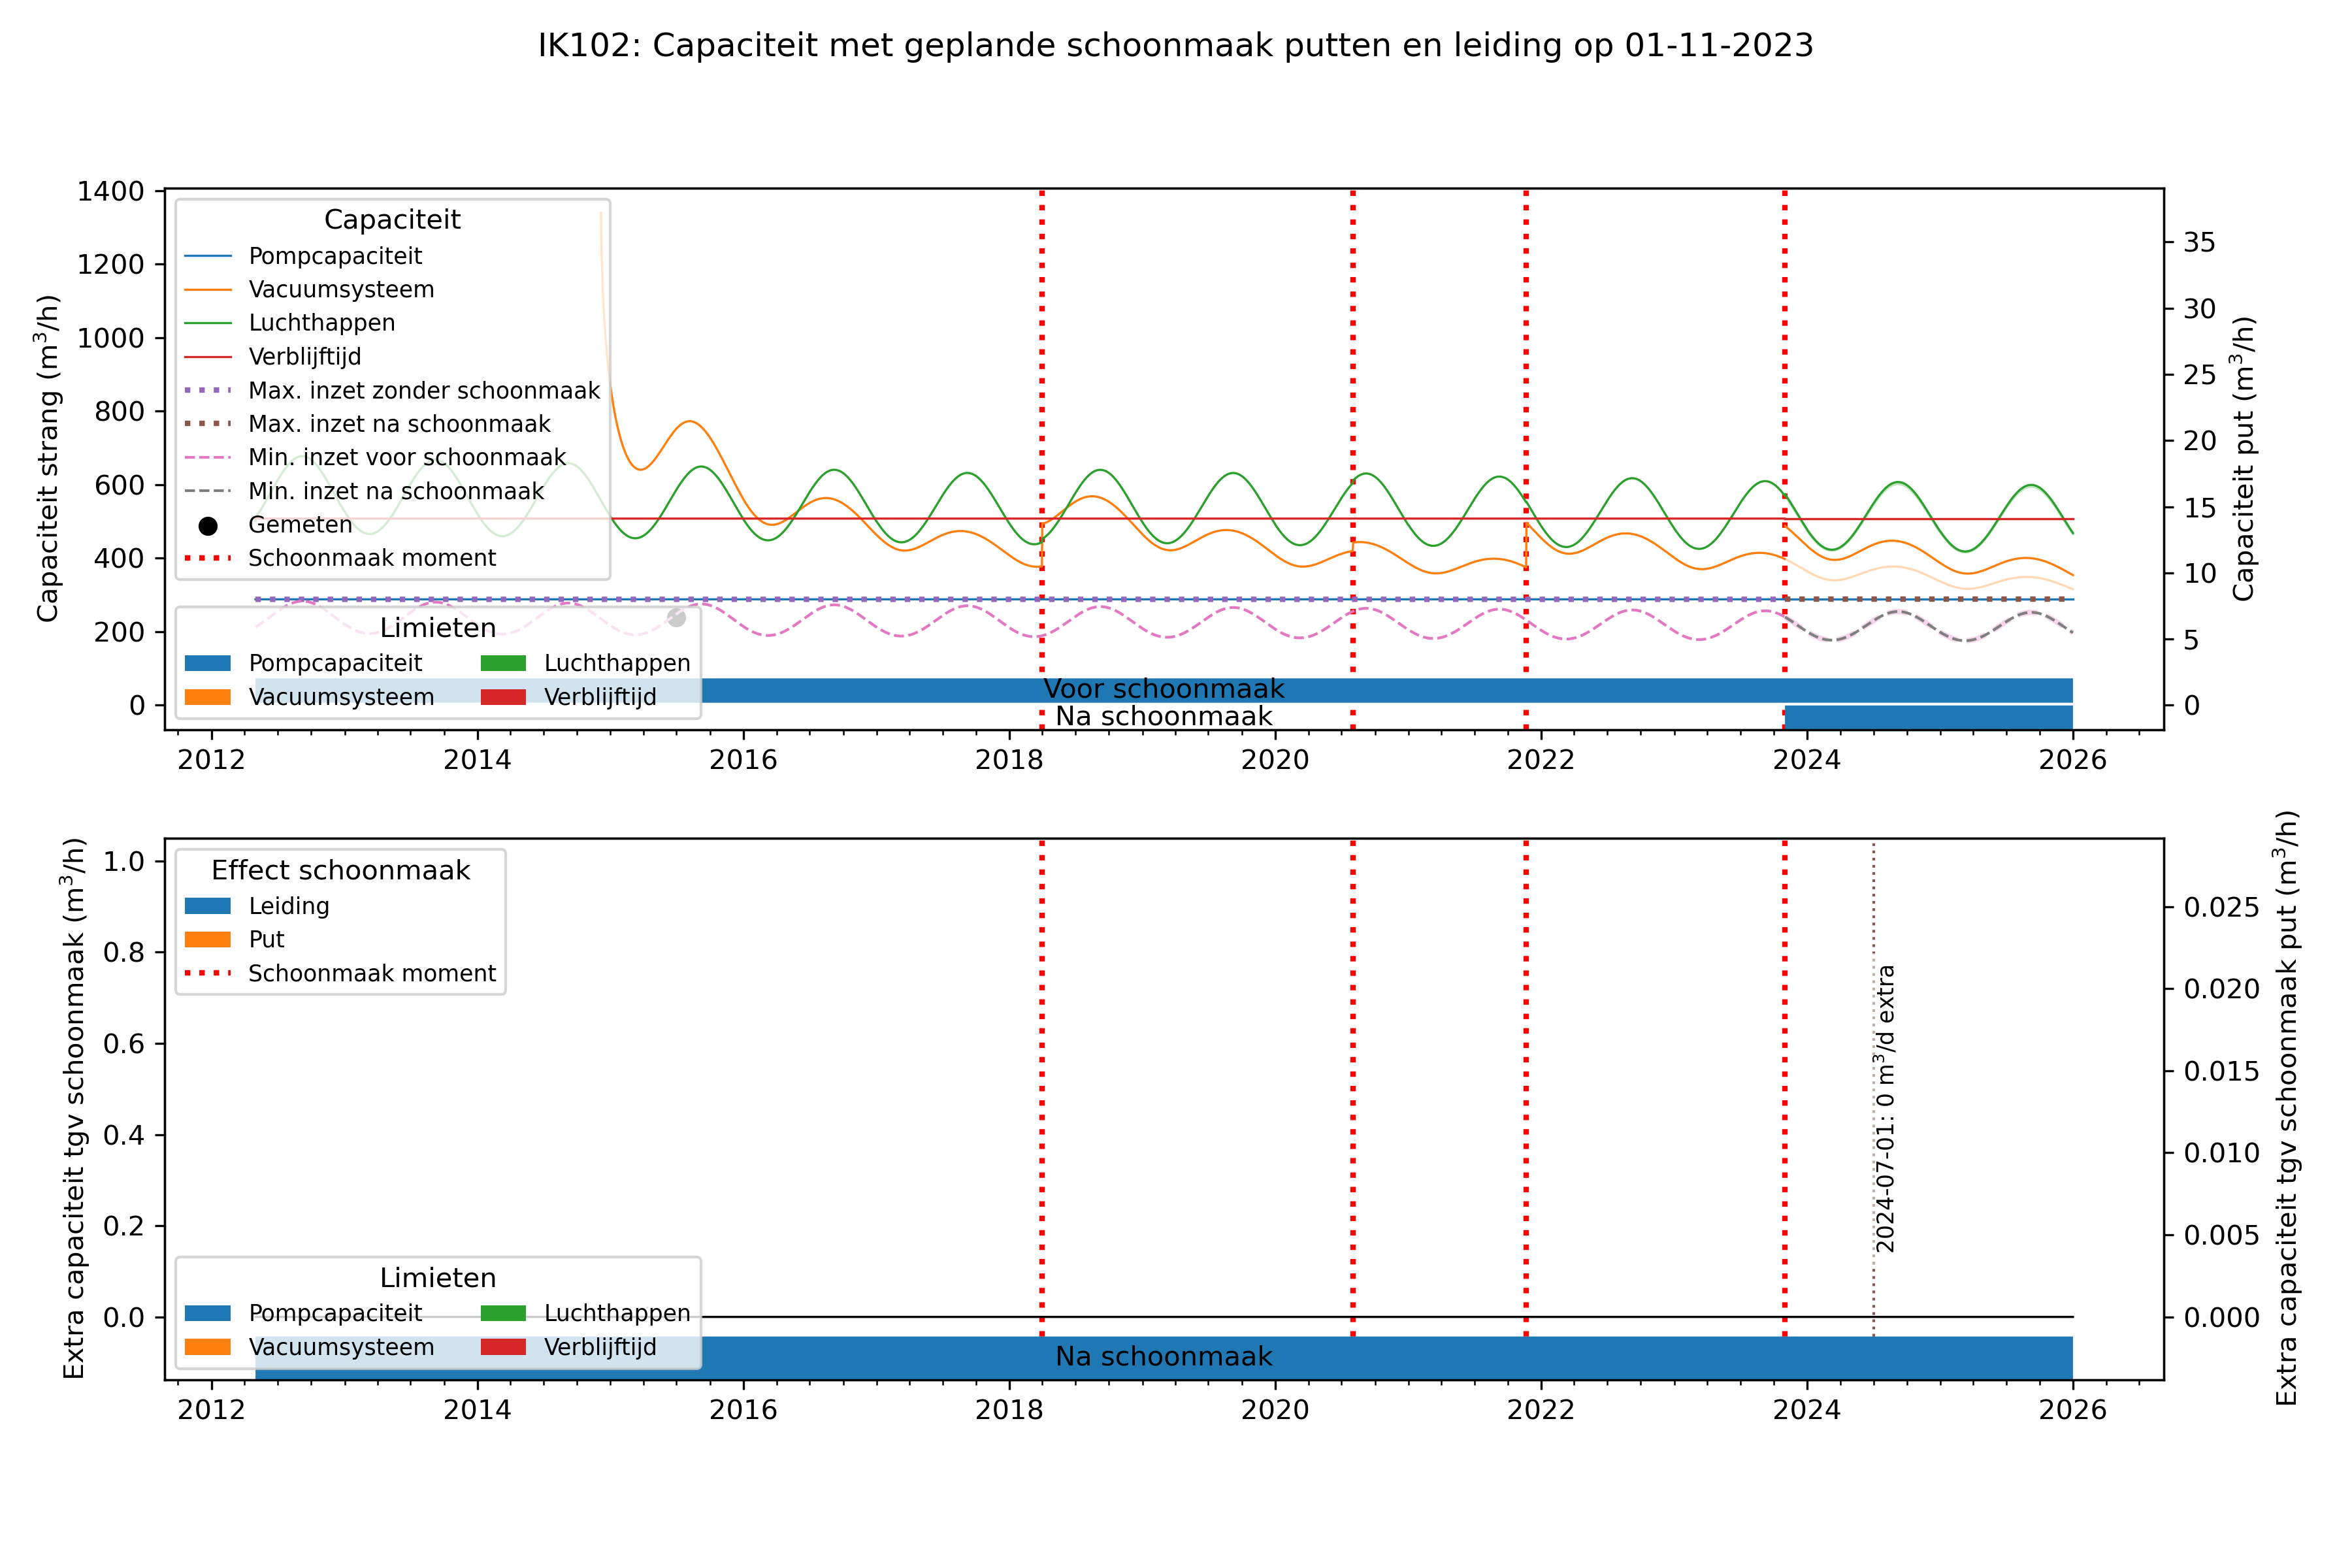 IK102: Capaciteit met geplande schoonmaak putten en leiding op 01-11-2023
Capaciteit strang (m³/h)
1400
1200
1000
800
600
400
200
0
Capaciteit
Pompcapaciteit
Vacuumsysteem
Luchthappen
Verblijftijd
Max. inzet zonder schoonmaak
Max. inzet na schoonmaak
Min. inzet voor schoonmaak
Min. inzet na schoonmaak
Gemeten
Schoonmaak moment
Limieten
Pompcapaciteit Luchthappen
Vacuumsysteem Verblijftijd
Voor schoonmaak
Na schoonmaak
35
30
25
20
15
10
5
0
Capaciteit put (m³/h)
2012 2014 2016 2018 2020 2022 2024 2026
Extra capaciteit tgv schoonmaak (m³/h)
1.0
0.8
0.6
0.4
0.2
0.0
Effect schoonmaak
Leiding
Put
Schoonmaak moment
Limieten
Pompcapaciteit Luchthappen
Vacuumsysteem Verblijftijd
Na schoonmaak
2024-07-01: 0 m³/d extra
0.025
0.020
0.015
0.010
0.005
0.000
Extra capaciteit tgv schoonmaak put (m³/h)
2012 2014 2016 2018 2020 2022 2024 2026